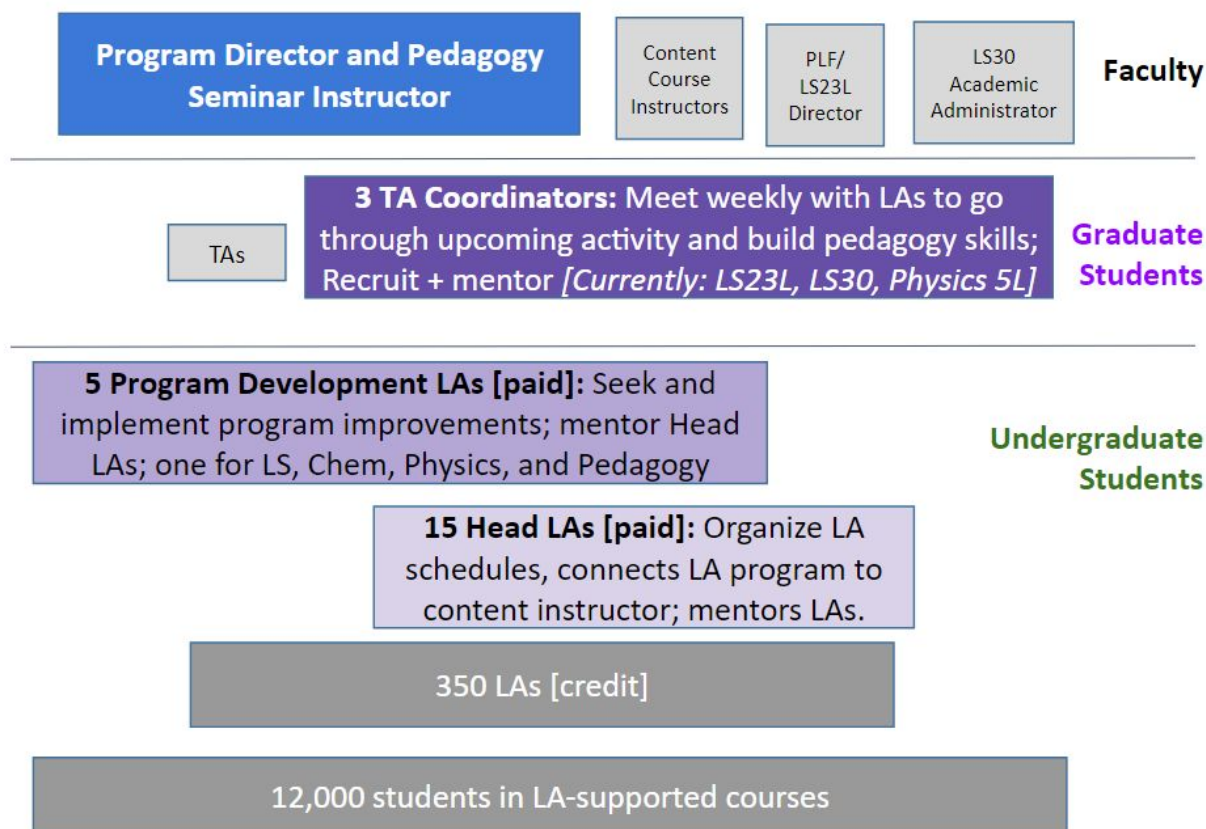 Program Director and Pedagogy
Seminar Instructor
Content
Course
Instructors
PLF/
LS23L
Director
LS30
Academic
Administrator
Faculty
TAs
3 TA Coordinators: Meet weekly with LAs to go
through upcoming activity and build pedagogy skills;
Recruit + mentor [Currently: LS23L, LS30, Physics 5L]
Graduate
Students
5 Program Development LAs [paid]: Seek and
implement program improvements; mentor Head
LAs; one for LS, Chem, Physics, and Pedagogy
Undergraduate
Students
15 Head LAs [paid]: Organize LA
schedules, connects LA program to
content instructor; mentors LAs.
350 LAs [credit]
12,000 students in LA-supported courses